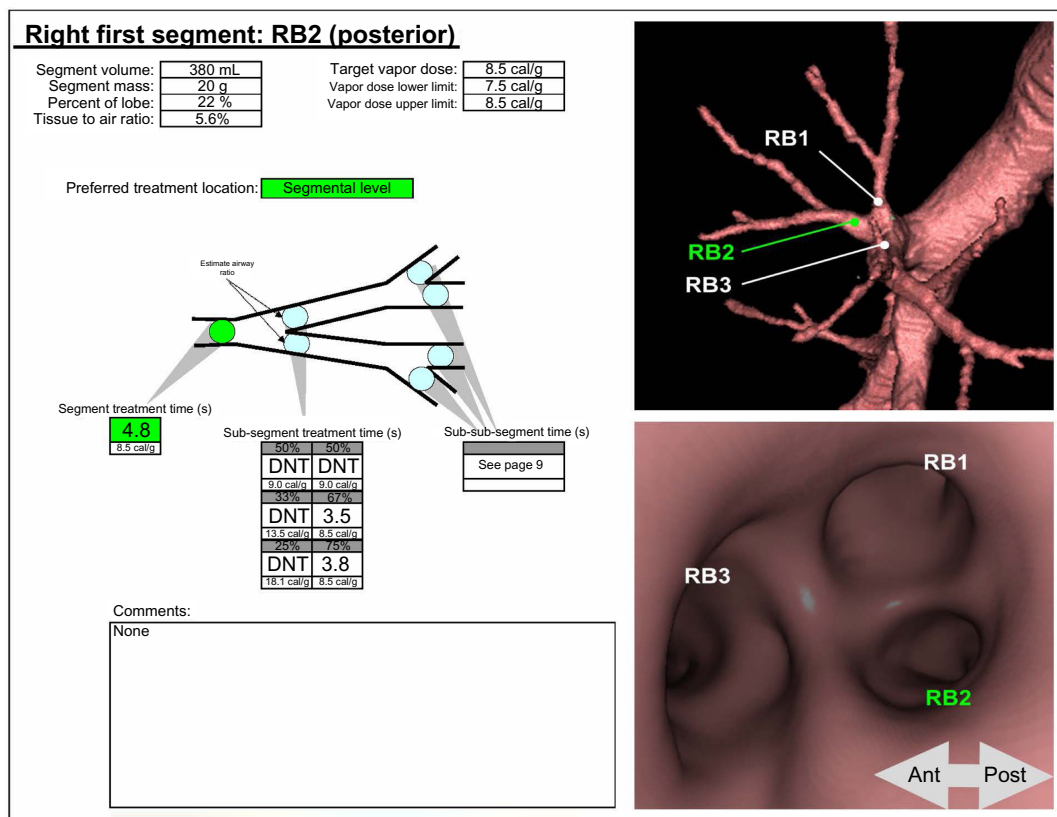 Right first segment: RB2 (posterior)
Segment volume: 380 mL
Segment mass: 20 g
Percent of lobe: 22 %
Tissue to air ratio: 5.6%
Target vapor dose: 8.5 cal/g
Vapor dose lower limit: 7.5 cal/g
Vapor dose upper limit: 8.5 cal/g
Preferred treatment location: Segmental level
Estimate airway
ratio
Segment treatment time (s)
4.8
8.5 cal/g
Sub-segment treatment time (s)
50% 50%
DNT DNT
9.0 cal/g 9.0 cal/g
33% 67%
DNT 3.5
13.5 cal/g 8.5 cal/g
25% 75%
DNT 3.8
18.1 cal/g 8.5 cal/g
Sub-sub-segment time (s)
See page 9
Comments:
None
RB1
RB2
RB3
RB1
RB3
RB2
Ant Post